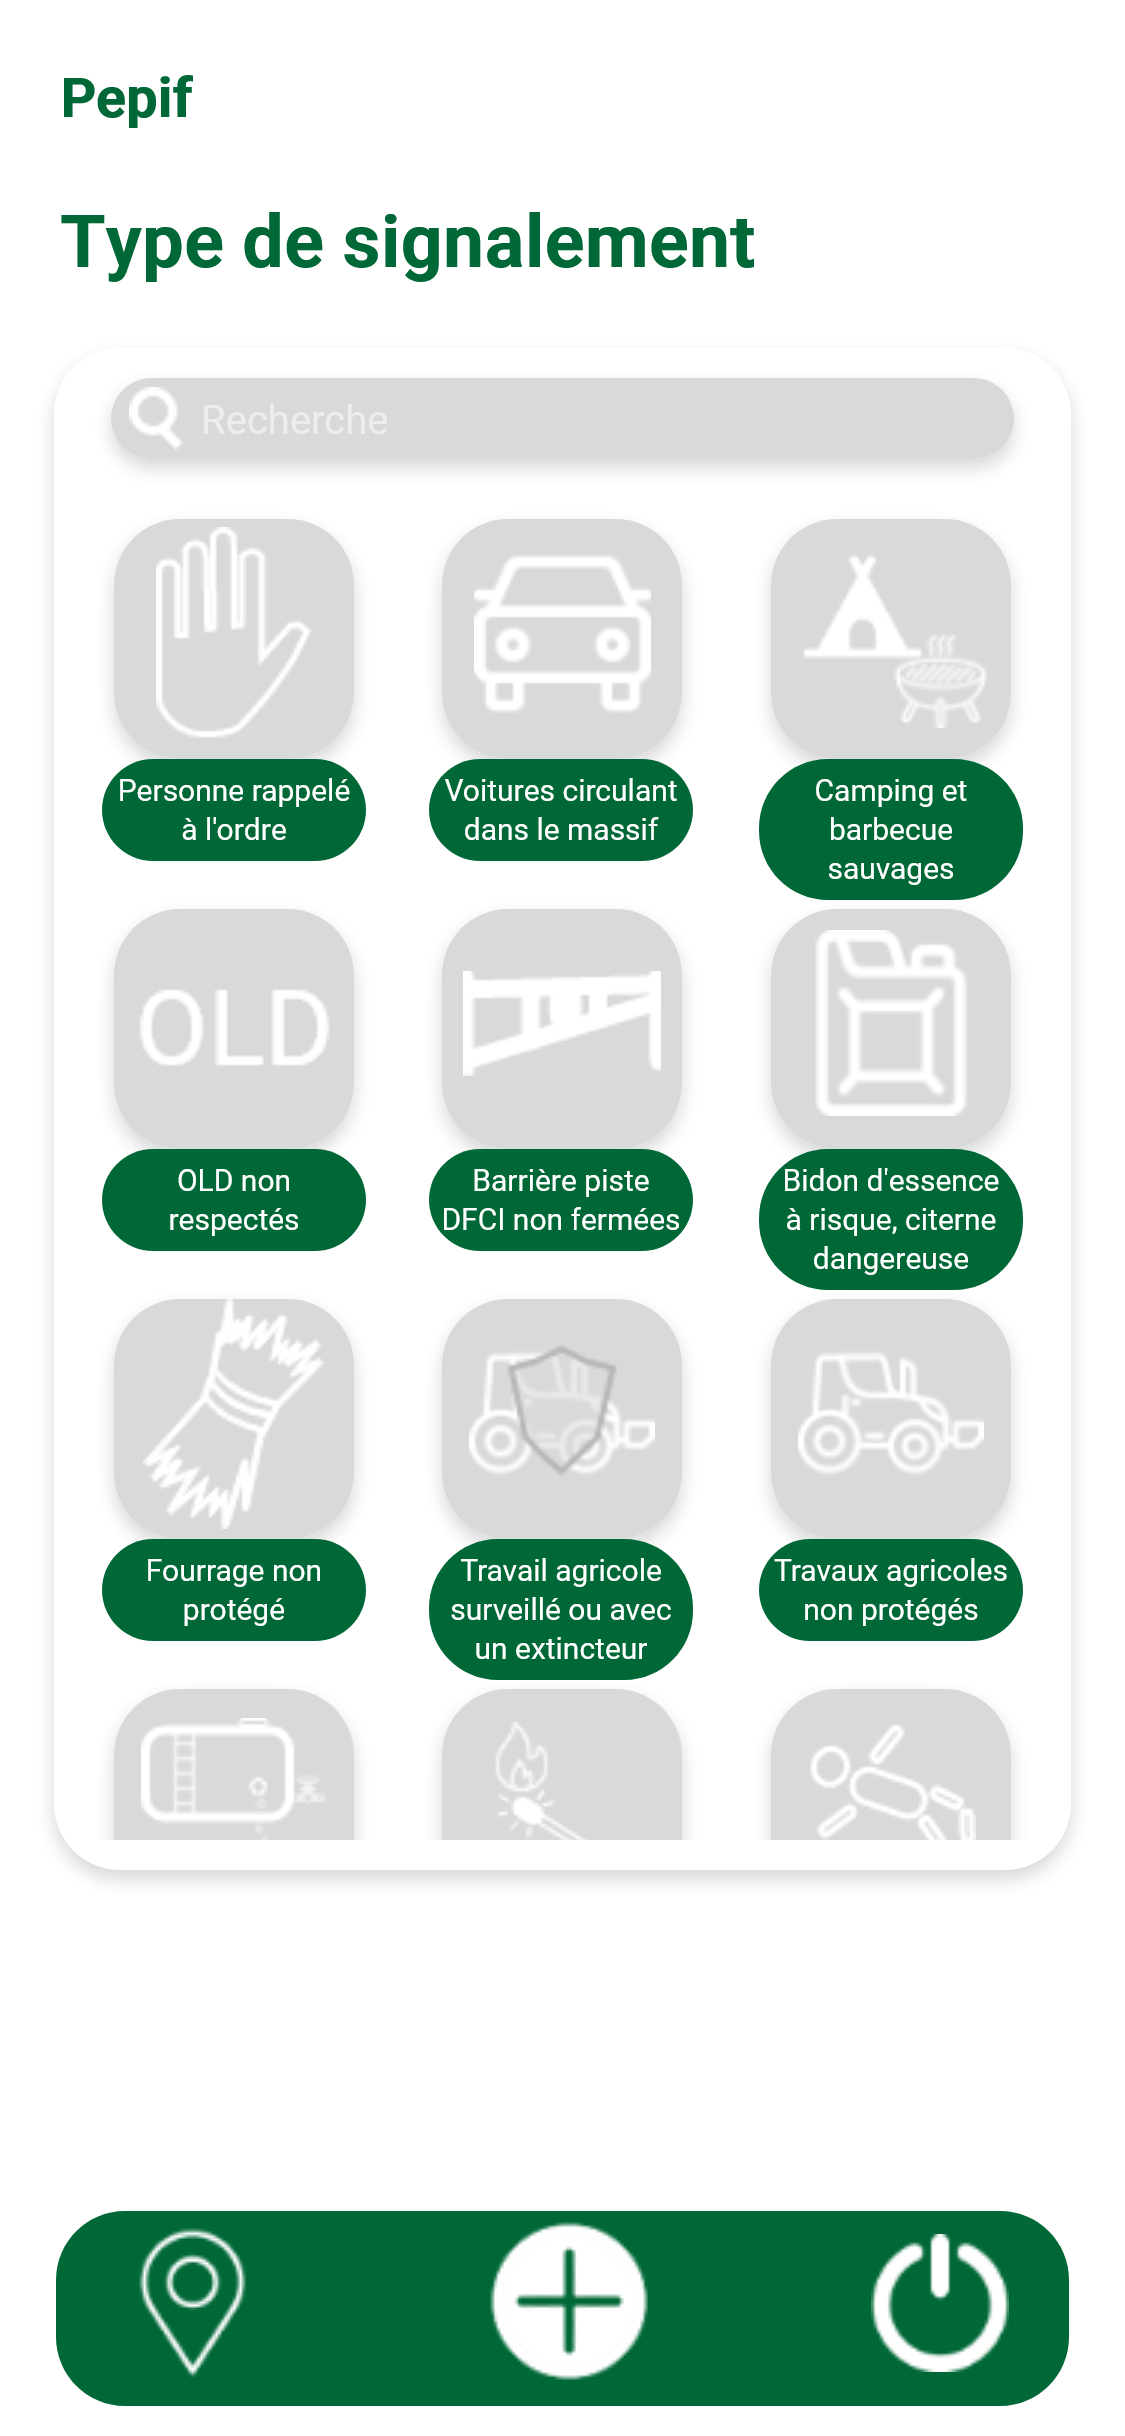 Pepif
Type de signalement
Recherche
Personne rappelé
à l'ordre
Voitures circulant
dans le massif
Camping et
barbecue
sauvages
OLD
OLD non
respectés
Barrière piste
DFCI non fermées
Bidon d'essence
à risque, citerne
dangereuse
Fourrage non
protégé
Travail agricole
surveillé ou avec
un extincteur
Travaux agricoles
non protégés